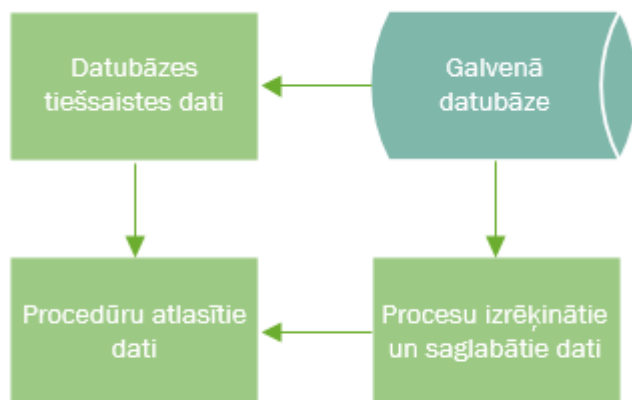 Datubāzes
tiešsaistes dati
Galvenā
datubāze
Procedūru atlasītie
dati
Procesu izrēķinātie
un saglabātie dati